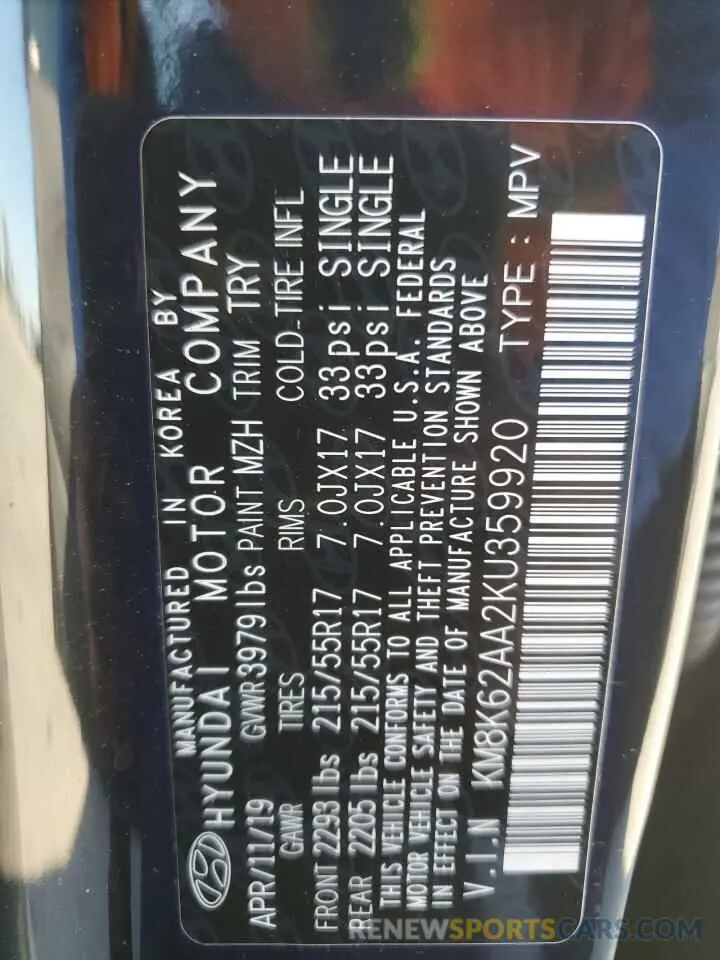 MANUFACTURED IN KOREA BY
HYUNDAI MOTOR COMPANY
APR/11/19 GVWR 3979lbs PAINT MZH TRIM TRY
GAWR TIRES RIMS COLD-TIRE INFL
FRONT 2293 lbs 215/55R17 7.0JX17 33psi SINGLE
REAR 2205 lbs 215/55R17 7.0JX17 33psi SINGLE
THIS VEHICLE CONFORMS TO ALL APPLICABLE U.S.A. FEDERAL
MOTOR VEHICLE SAFETY AND THEFT PREVENTION STANDARDS
IN EFFECT ON THE DATE OF MANUFACTURE SHOWN ABOVE
V.I.N KM8K62AA2KU359920 TYPE : MPV
RENEWSPORTSCARS.COM